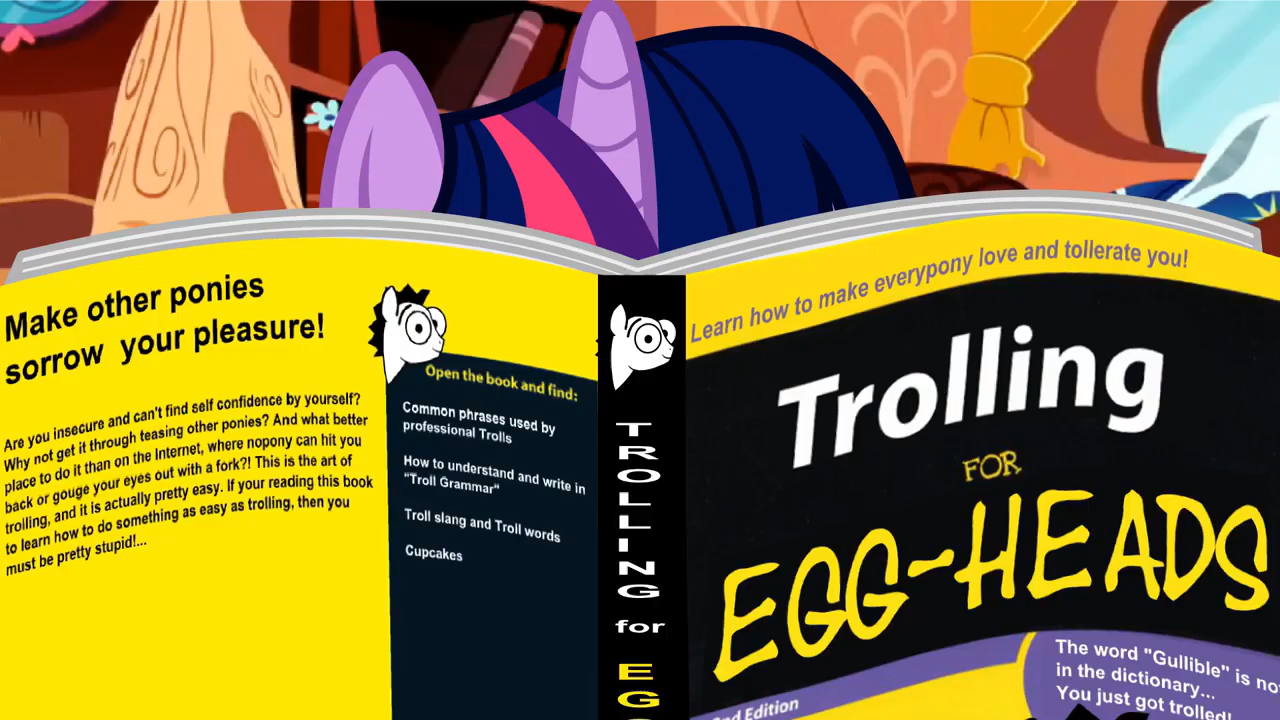 Make other ponies
sorrow your pleasure!
Are you insecure and can't find self confidence by yourself?
Why not get it through teasing other ponies? And what better
place to do it than on the Internet, where nopony can hit you
back or gouge your eyes out with a fork?! This is the art of
trolling, and it is actually pretty easy. If your reading this book
to learn how to do something as easy as trolling, then you
must be pretty stupid!...
Open the book and find:
Common phrases used by
professional Trolls
How to understand and write in
"Troll Grammar"
Troll slang and Troll words
Cupcakes
TROLLING for EG
Learn how to make everypony love and tollerate you!
Trolling
FOR
EGG-HEADS
2nd Edition
The word "Gullible" is not
in the dictionary...
You just got trolled!